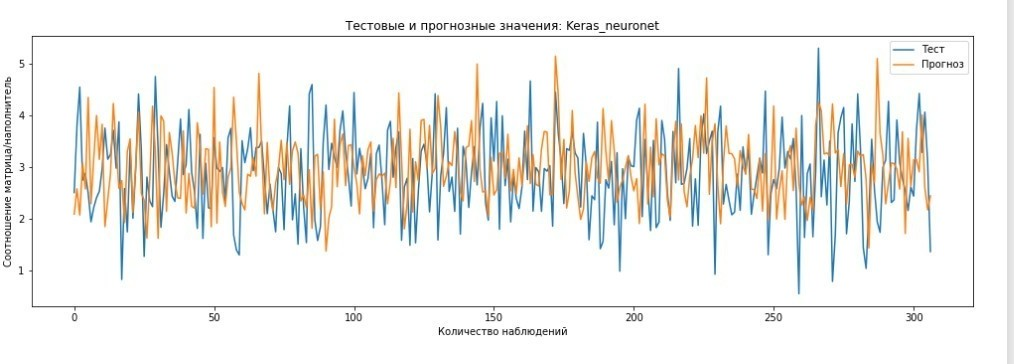 Тестовые и прогнозные значения: Keras_neuronet
Тест
Прогноз
Соотношение матрица/наполнитель
5
4
3
2
1
0 50 100 150 200 250 300
Количество наблюдений